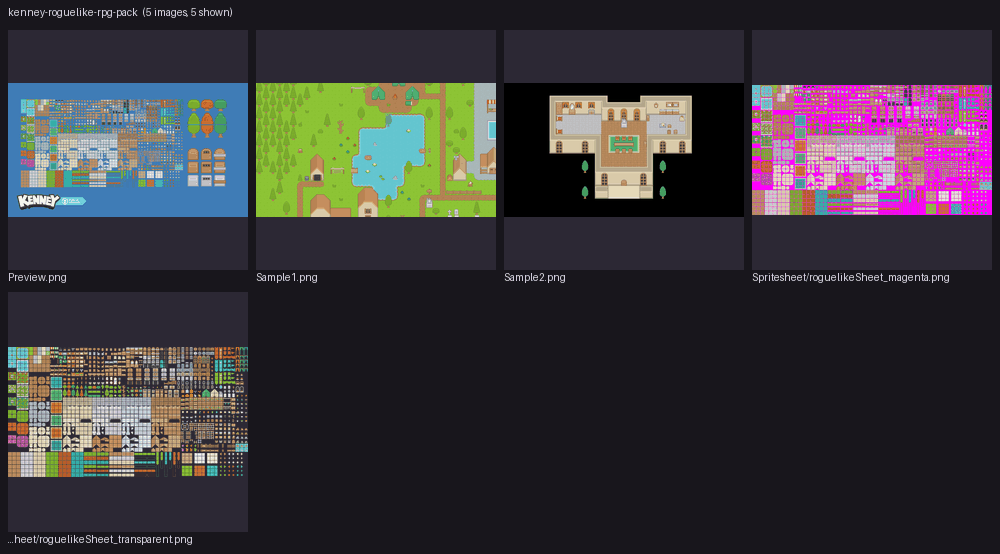 kenney-roguelike-rpg-pack (5 images, 5 shown)
KENNEY
Preview.png
Sample1.png
Sample2.png
Spritesheet/roguelikeSheet_magenta.png
...heet/roguelikeSheet_transparent.png